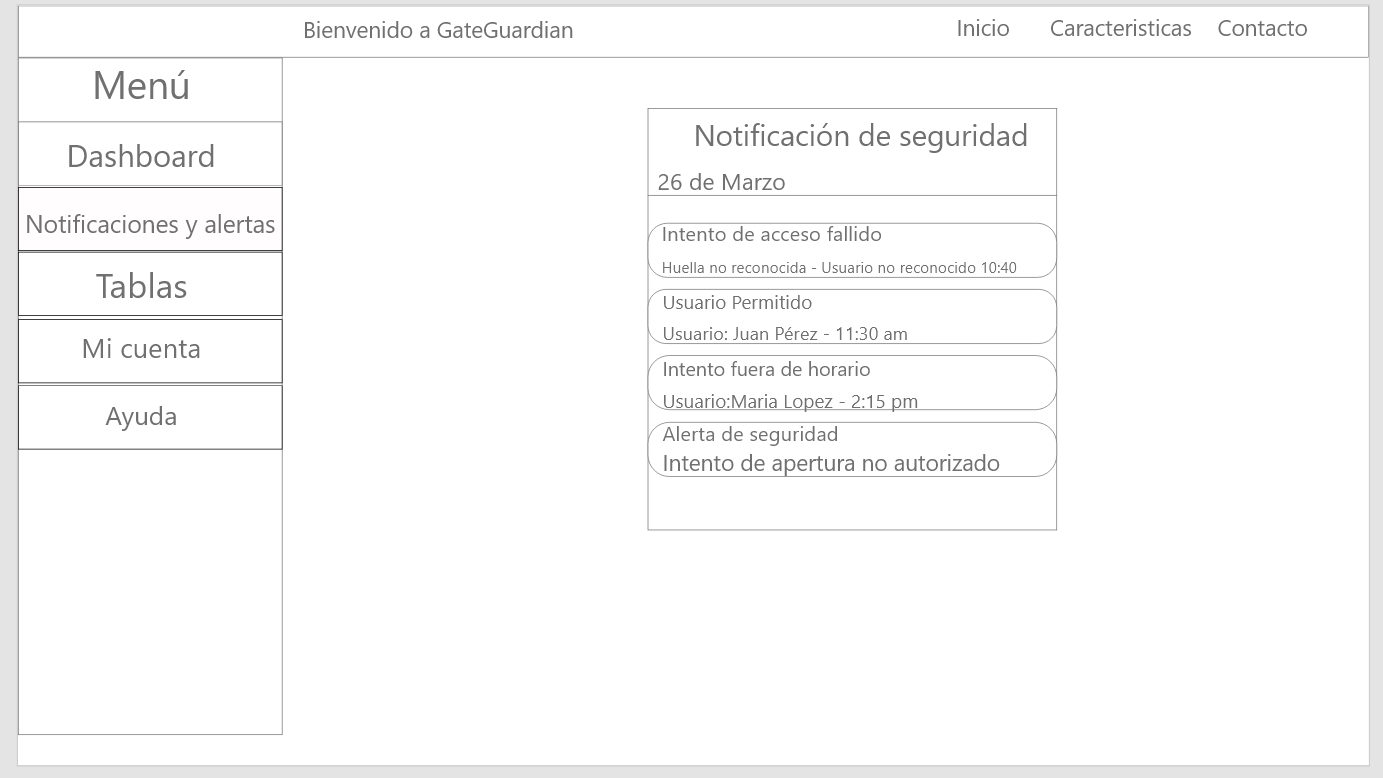 Bienvenido a GateGuardian
Inicio
Caracteristicas
Contacto
Menú
Dashboard
Notificaciones y alertas
Tablas
Mi cuenta
Ayuda
Notificación de seguridad
26 de Marzo
Intento de acceso fallido
Huella no reconocida - Usuario no reconocido 10:40
Usuario Permitido
Usuario: Juan Pérez - 11:30 am
Intento fuera de horario
Usuario:Maria Lopez - 2:15 pm
Alerta de seguridad
Intento de apertura no autorizado